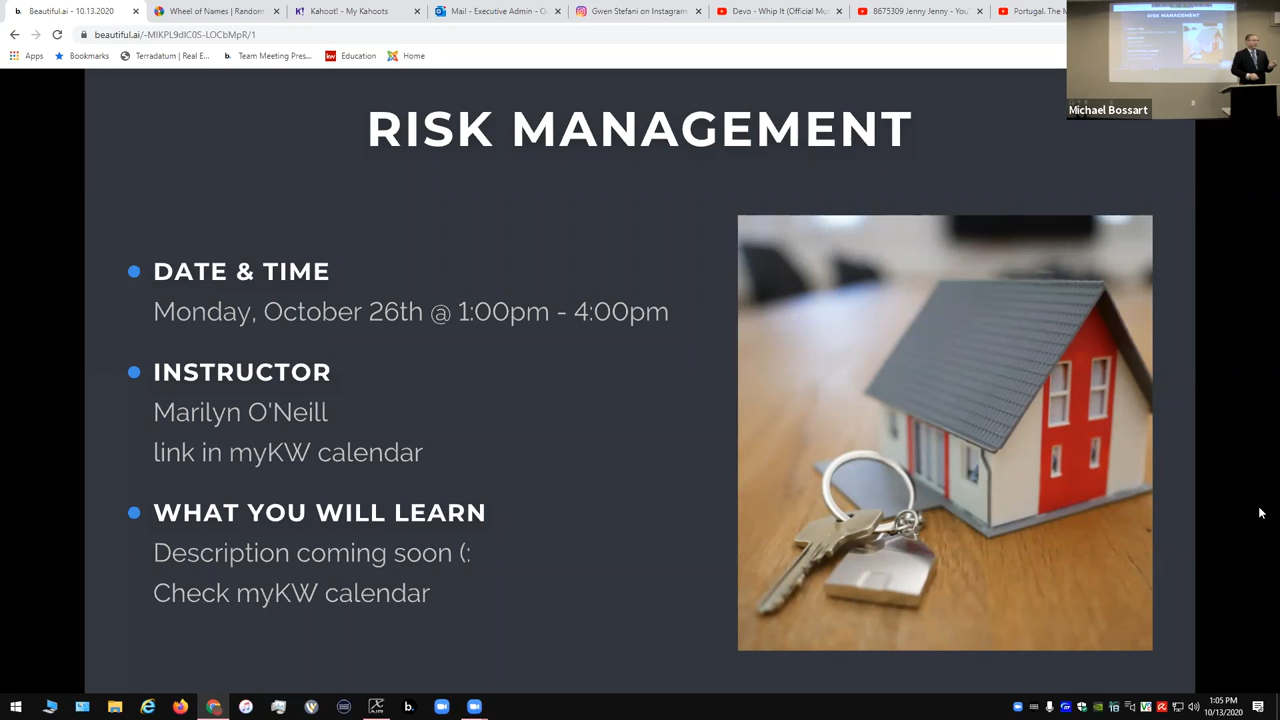 Beautiful.ai - 10.13.2020
Wheel of Names | Random
Kahoot! - My Kahoots
Mail - Executive Admin - O
Gwen Stefani on Instagram
Devo - Whip It (Official Mu
8675309 Jenny Jenny - You
Portugal. The M
beautiful.ai/-MIKPL9dIC0S-LOCbMpR/1
Apps
Bookmarks
Terradatum | Real E...
Team Meeting Pres...
Education
Home
RISK MANAGEMENT
Michael Bossart
RISK MANAGEMENT
DATE & TIME
Monday, October 26th @ 1:00pm - 4:00pm
INSTRUCTOR
Marilyn O'Neill
link in myKW calendar
WHAT YOU WILL LEARN
Description coming soon (:
Check myKW calendar
1:05 PM
10/13/2020